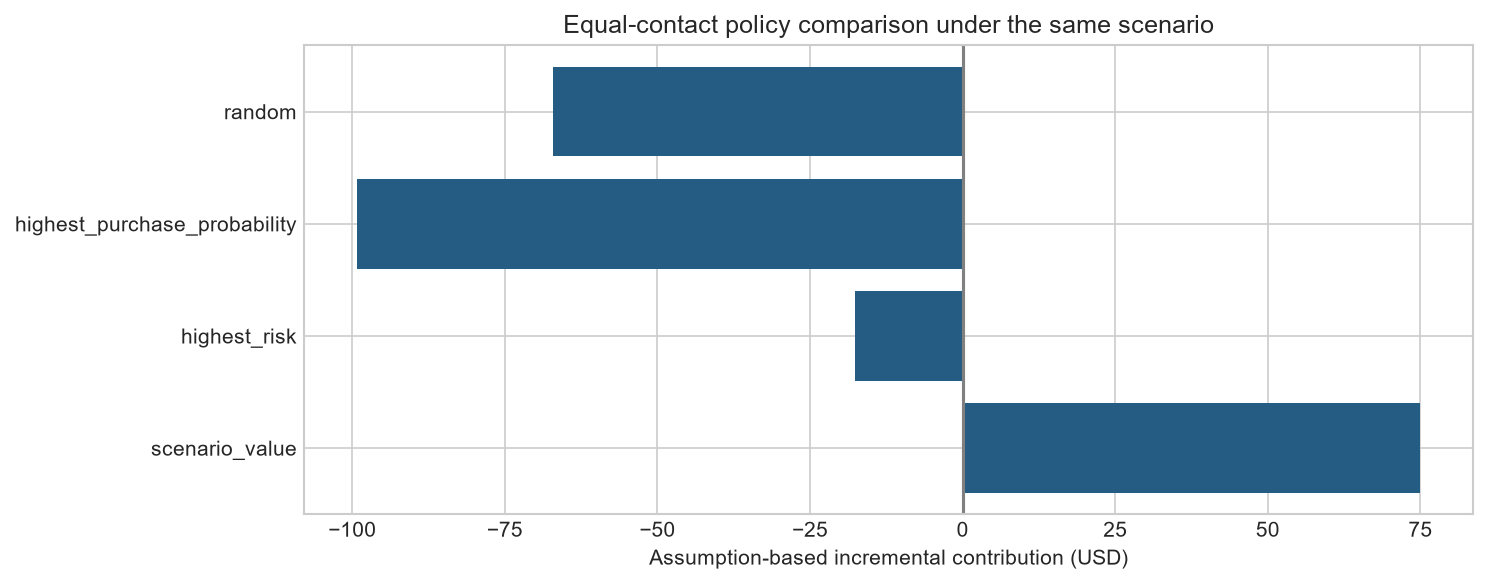 Equal-contact policy comparison under the same scenario
random
highest_purchase_probability
highest_risk
scenario_value
−100 −75 −50 −25 0 25 50 75
Assumption-based incremental contribution (USD)